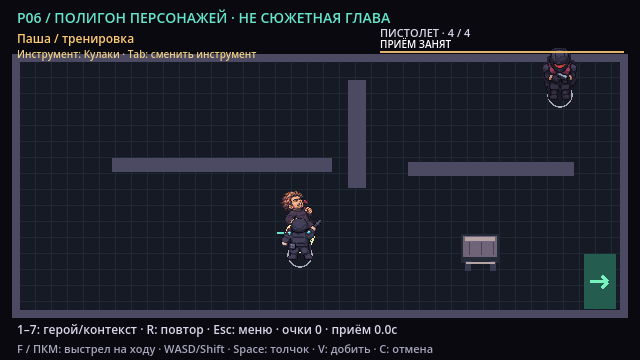 P06 / ПОЛИГОН ПЕРСОНАЖЕЙ · НЕ СЮЖЕТНАЯ ГЛАВА
Паша / тренировка
ПИСТОЛЕТ · 4 / 4
ПРИЁМ ЗАНЯТ
Инструмент: Кулаки · Tab: сменить инструмент
1–7: герой/контекст · R: повтор · Esc: меню · очки 0 · приём 0.0с
F / ПКМ: выстрел на ходу · WASD/Shift · Space: толчок · V: добить · C: отмена